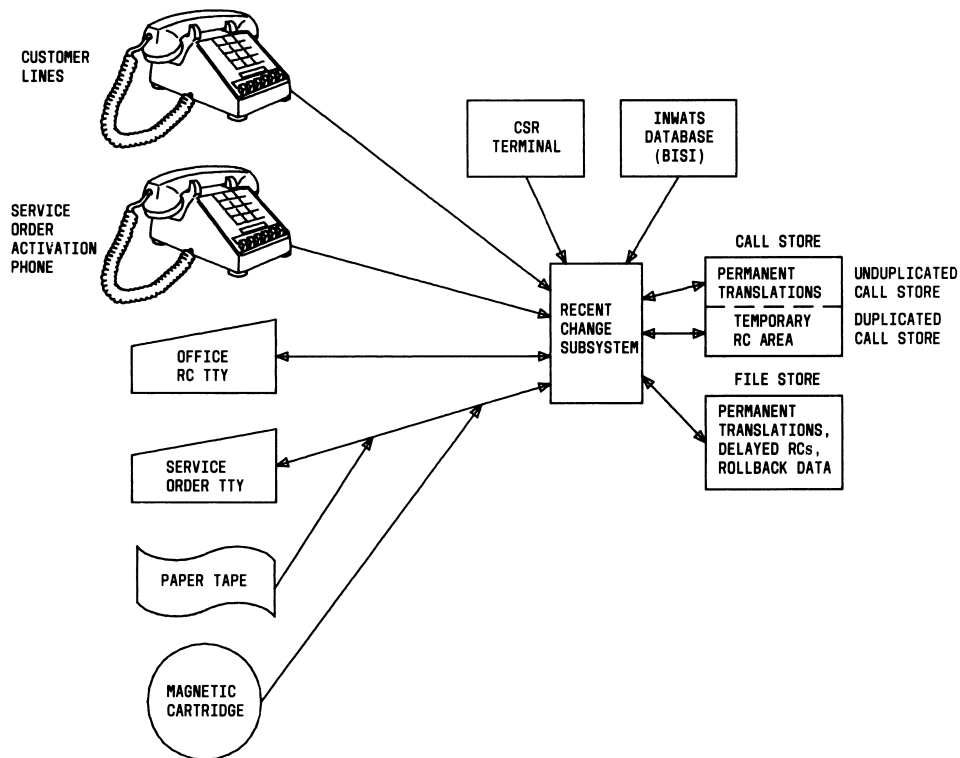 CUSTOMER
LINES
SERVICE
ORDER
ACTIVATION
PHONE
OFFICE
RC TTY
SERVICE
ORDER TTY
PAPER TAPE
MAGNETIC
CARTRIDGE
CSR
TERMINAL
INWATS
DATABASE
(BISI)
RECENT
CHANGE
SUBSYSTEM
CALL STORE
PERMANENT
TRANSLATIONS
UNDUPLICATED
CALL STORE
TEMPORARY
RC AREA
DUPLICATED
CALL STORE
FILE STORE
PERMANENT
TRANSLATIONS,
DELAYED RCs,
ROLLBACK DATA